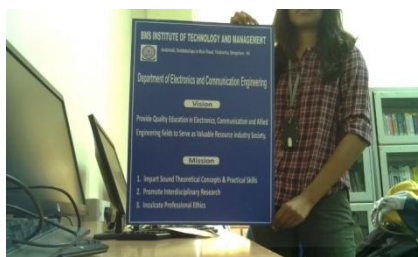 BMS INSTITUTE OF TECHNOLOGY AND MANAGEMENT
Department of Electronics and Communication Engineering
Vision
Provide Quality Education in Electronics, Communication and Allied
Engineering fields to Serve as Valuable Resource Industry Society.
Mission
1. Impart Sound Theoretical Concepts & Practical Skills
2. Promote Interdisciplinary Research
3. Inculcate Professional Ethics